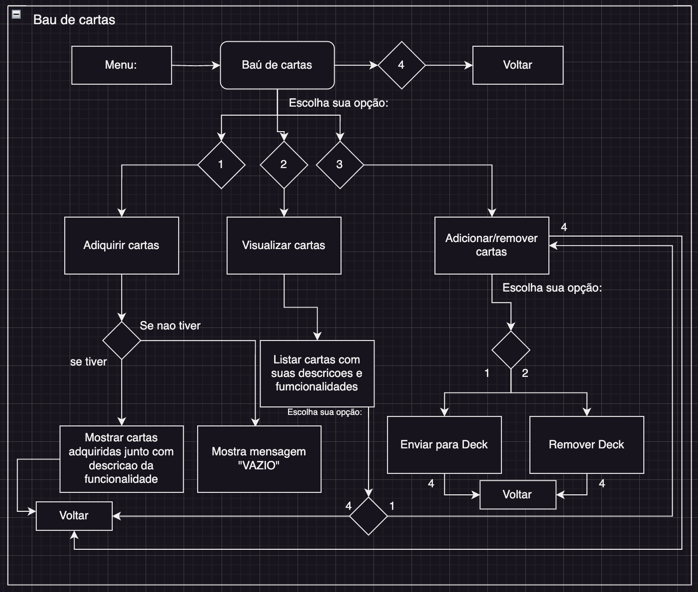 Bau de cartas
Menu:
Baú de cartas
4
Voltar
Escolha sua opção:
1
2
3
Adiquirir cartas
Visualizar cartas
Adicionar/remover
cartas
4
Escolha sua opção:
Se nao tiver
se tiver
Listar cartas com
suas descricoes e
fumcionalidades
1
2
Escolha sua opção:
Mostrar cartas
adquiridas junto com
descricao da
funcionalidade
Mostra mensagem
"VAZIO"
Enviar para Deck
Remover Deck
4
4
Voltar
Voltar
4
1